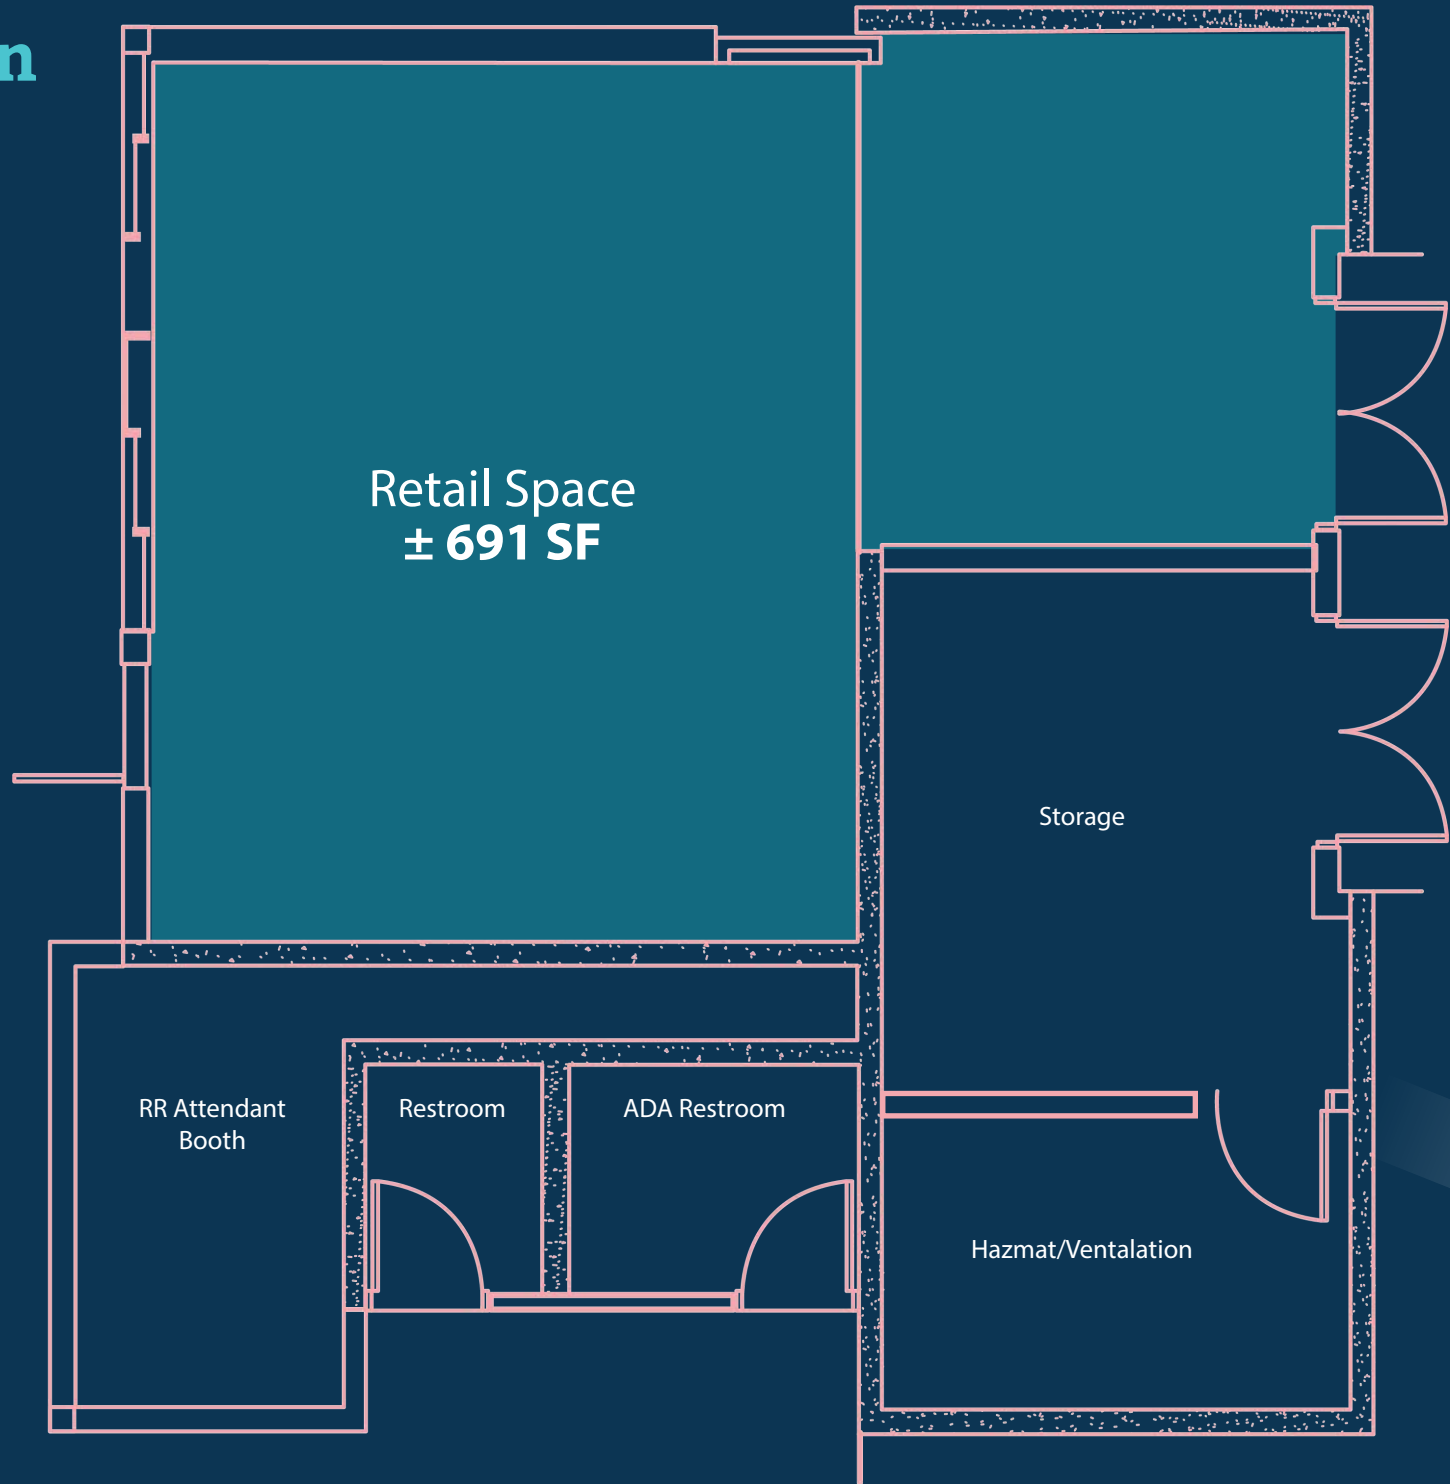 n
Retail Space
± 691 SF
Storage
RR Attendant
Booth
Restroom
ADA Restroom
Hazmat/Ventalation